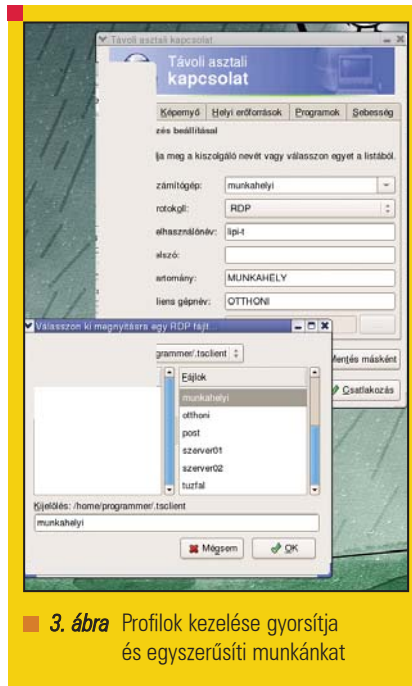 Távoli asztali kapcsolat
Távoli asztali
kapcsolat
Képernyő Helyi erőforrások Programok Sebesség
zés beállításai
ja meg a kiszolgáló nevét vagy válasszon egyet a listából.
zámítógép: munkahelyi
rotokoll: RDP
elhasználónév: lipi-t
elszó:
artomány: MUNKAHELY
liens gépnév: OTTHONI
Mentés másként
Csatlakozás
Válasszon ki megnyitásra egy RDP fájlt...
grammer/.tsclient
Fájlok
munkahelyi
otthoni
post
szerver01
szerver02
tuzfal
Kijelölés: /home/programmer/.tsclient
munkahelyi
Mégsem OK
3. ábra Profilok kezelése gyorsítja
és egyszerűsíti munkánkat